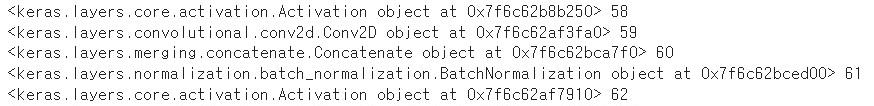 <keras.layers.core.activation.Activation object at 0x7f6c62b8b250> 58
<keras.layers.convolutional.conv2d.Conv2D object at 0x7f6c62af3fa0> 59
<keras.layers.merging.concatenate.Concatenate object at 0x7f6c62bca7f0> 60
<keras.layers.normalization.batch_normalization.BatchNormalization object at 0x7f6c62bced00> 61
<keras.layers.core.activation.Activation object at 0x7f6c62af7910> 62